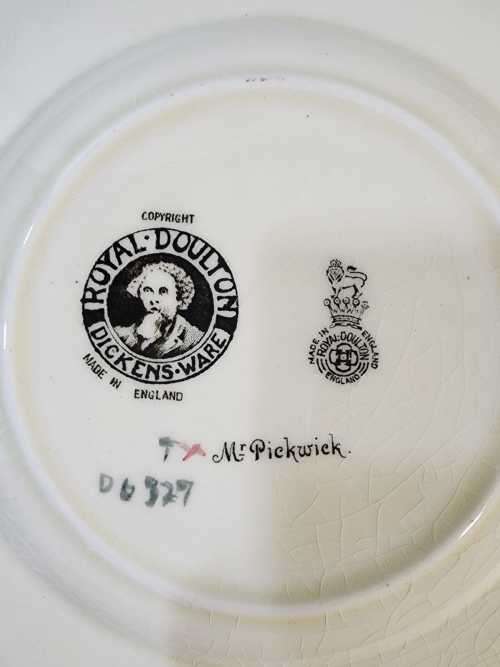 COPYRIGHT
ROYAL·DOULTON
DICKENS·WARE
MADE IN ENGLAND
MADE IN ENGLAND
ROYAL·DOULTON
ENGLAND
Mr Pickwick.
D6327